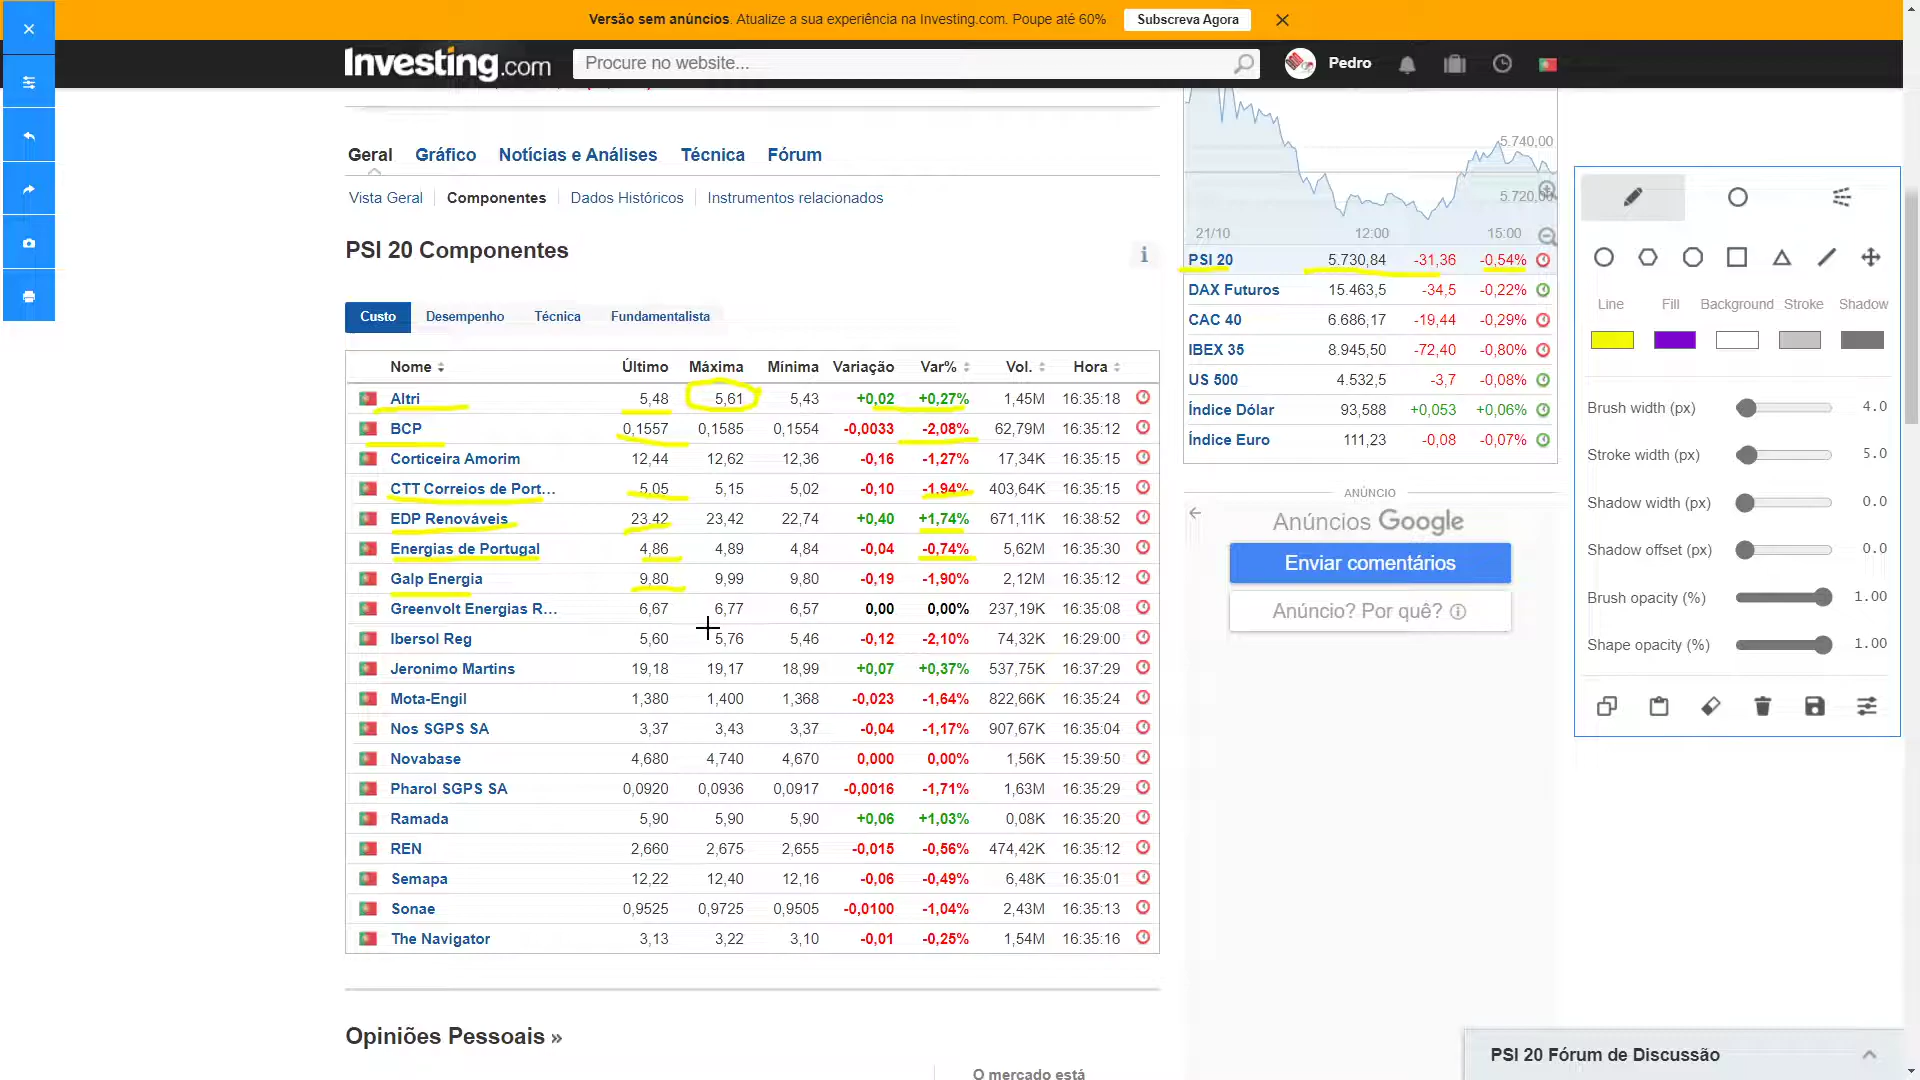 Versão sem anúncios. Atualize a sua experiência na Investing.com. Poupe até 60% Subscreva Agora
Investing.com Procure no website... Pedro
Geral Gráfico Notícias e Análises Técnica Fórum
Vista Geral Componentes Dados Históricos Instrumentos relacionados
PSI 20 Componentes
Custo Desempenho Técnica Fundamentalista
Nome Último Máxima Mínima Variação Var% Vol. Hora
Altri 5,48 5,61 5,43 +0,02 +0,27% 1,45M 16:35:18
BCP 0,1557 0,1585 0,1554 -0,0033 -2,08% 62,79M 16:35:12
Corticeira Amorim 12,44 12,62 12,36 -0,16 -1,27% 17,34K 16:35:15
CTT Correios de Port... 5,05 5,15 5,02 -0,10 -1,94% 403,64K 16:35:15
EDP Renováveis 23,42 23,42 22,74 +0,40 +1,74% 671,11K 16:38:52
Energias de Portugal 4,86 4,89 4,84 -0,04 -0,74% 5,62M 16:35:30
Galp Energia 9,80 9,99 9,80 -0,19 -1,90% 2,12M 16:35:12
Greenvolt Energias R... 6,67 6,77 6,57 0,00 0,00% 237,19K 16:35:08
Ibersol Reg 5,60 5,76 5,46 -0,12 -2,10% 74,32K 16:29:00
Jeronimo Martins 19,18 19,17 18,99 +0,07 +0,37% 537,75K 16:37:29
Mota-Engil 1,380 1,400 1,368 -0,023 -1,64% 822,66K 16:35:24
Nos SGPS SA 3,37 3,43 3,37 -0,04 -1,17% 907,67K 16:35:04
Novabase 4,680 4,740 4,670 0,000 0,00% 1,56K 15:39:50
Pharol SGPS SA 0,0920 0,0936 0,0917 -0,0016 -1,71% 1,63M 16:35:29
Ramada 5,90 5,90 5,90 +0,06 +1,03% 0,08K 16:35:20
REN 2,660 2,675 2,655 -0,015 -0,56% 474,42K 16:35:12
Semapa 12,22 12,40 12,16 -0,06 -0,49% 6,48K 16:35:01
Sonae 0,9525 0,9725 0,9505 -0,0100 -1,04% 2,43M 16:35:13
The Navigator 3,13 3,22 3,10 -0,01 -0,25% 1,54M 16:35:16
Opiniões Pessoais »
O mercado está
5.740,00
5.720,00
21/10 12:00 15:00
PSI 20 5.730,84 -31,36 -0,54%
DAX Futuros 15.463,5 -34,5 -0,22%
CAC 40 6.686,17 -19,44 -0,29%
IBEX 35 8.945,50 -72,40 -0,80%
US 500 4.532,5 -3,7 -0,08%
Índice Dólar 93,588 +0,053 +0,06%
Índice Euro 111,23 -0,08 -0,07%
ANÚNCIO
Anúncios Google
Enviar comentários
Anúncio? Por quê?
Line Fill Background Stroke Shadow
Brush width (px) 4.0
Stroke width (px) 5.0
Shadow width (px) 0.0
Shadow offset (px) 0.0
Brush opacity (%) 1.00
Shape opacity (%) 1.00
PSI 20 Fórum de Discussão